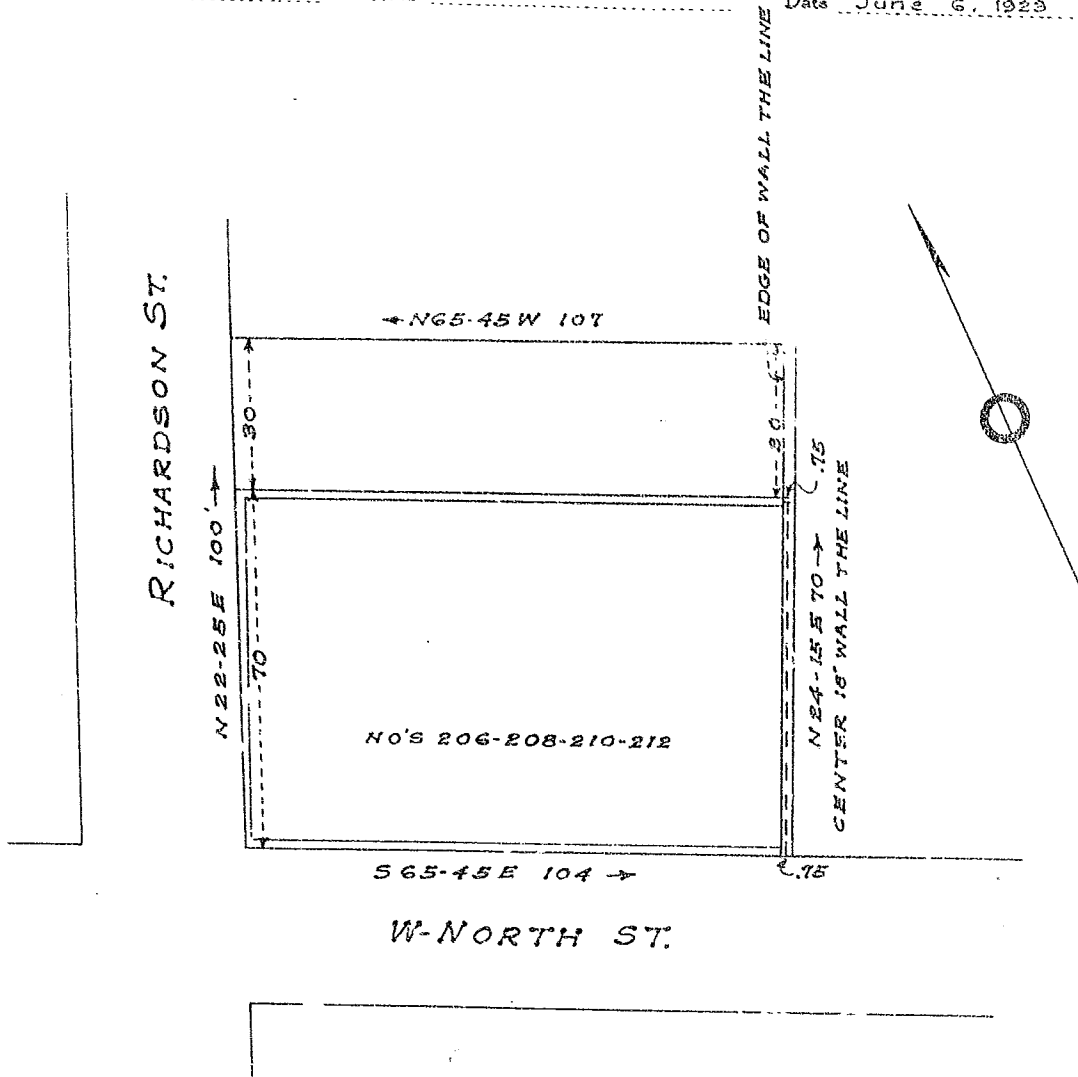 Date June 6, 1929
EDGE OF WALL THE LINE
RICHARDSON ST.
←N65-45W 107
30
30
.75
N22-25E 100' →
70
N24-15E 70 →
CENTER 18" WALL THE LINE
NO'S 206-208-210-212
S65-45E 104 →
.75
W-NORTH ST.